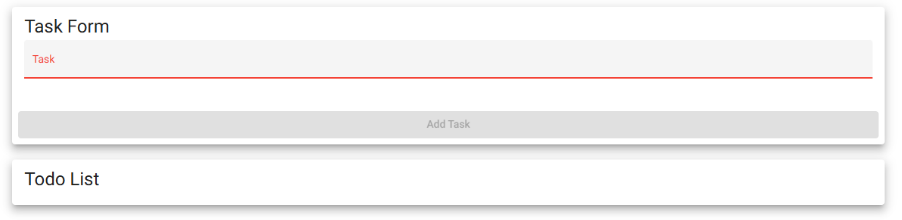 Task Form
Task
Add Task
Todo List